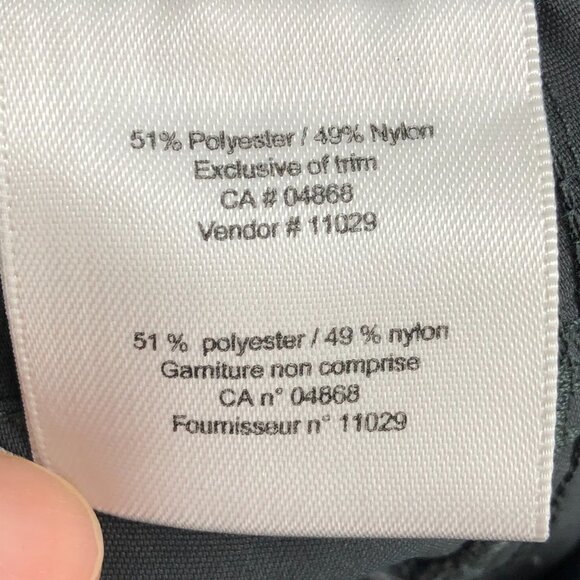 51% Polyester / 49% Nylon
Exclusive of trim
CA # 04868
Vendor # 11029
51 % polyester / 49 % nylon
Garniture non comprise
CA n° 04868
Fournisseur n° 11029